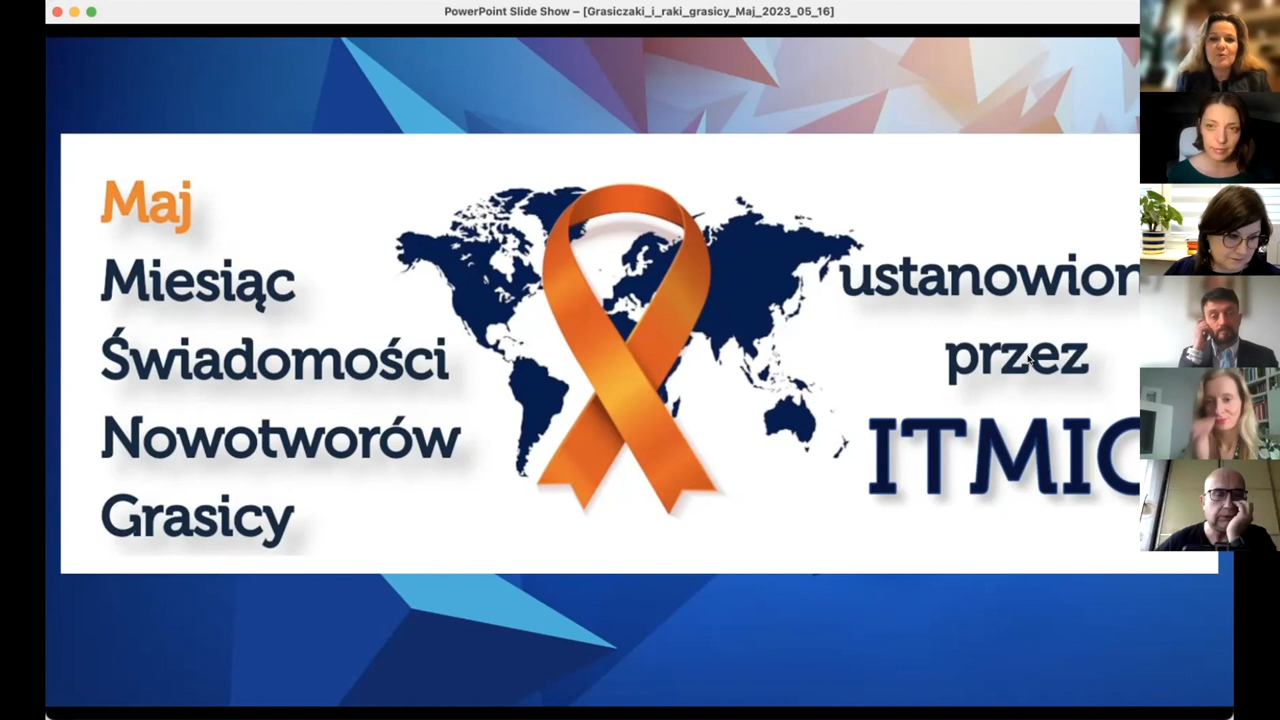 PowerPoint Slide Show – [Grasiczaki_i_raki_grasicy_Maj_2023_05_16]
Maj
Miesiąc
Świadomości
Nowotworów
Grasicy
przez